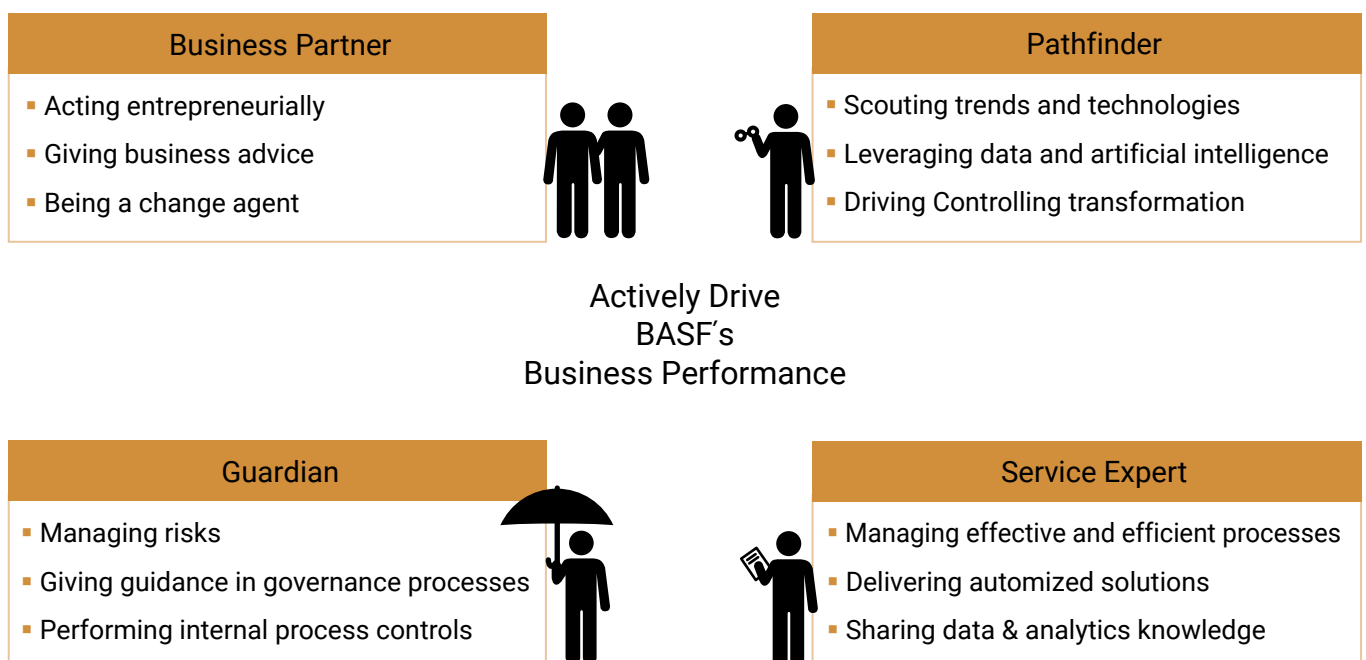 Business Partner
▪ Acting entrepreneurially
▪ Giving business advice
▪ Being a change agent
Pathfinder
▪ Scouting trends and technologies
▪ Leveraging data and artificial intelligence
▪ Driving Controlling transformation
Actively Drive
BASF´s
Business Performance
Guardian
▪ Managing risks
▪ Giving guidance in governance processes
▪ Performing internal process controls
Service Expert
▪ Managing effective and efficient processes
▪ Delivering automized solutions
▪ Sharing data & analytics knowledge